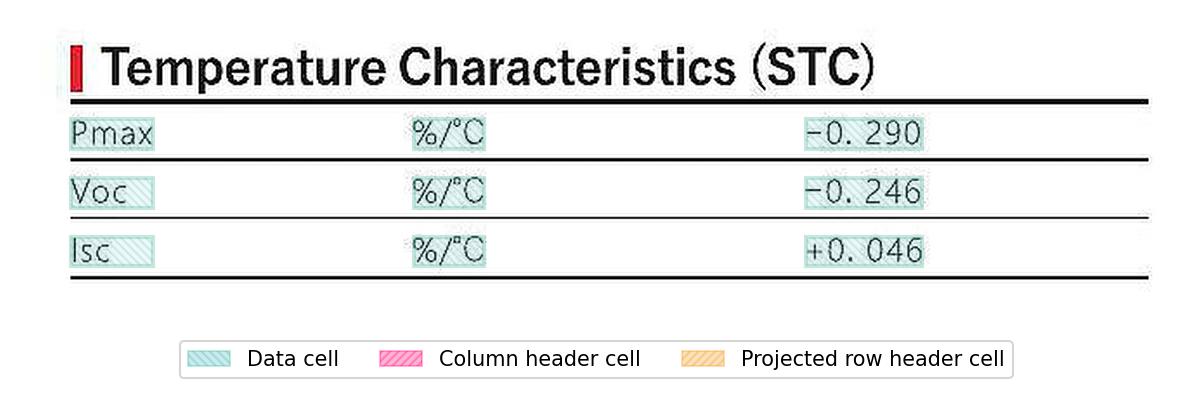 Temperature Characteristics (STC)
Pmax %/°C -0. 290
Voc %/°C -0. 246
Isc %/°C +0. 046
Data cell Column header cell Projected row header cell